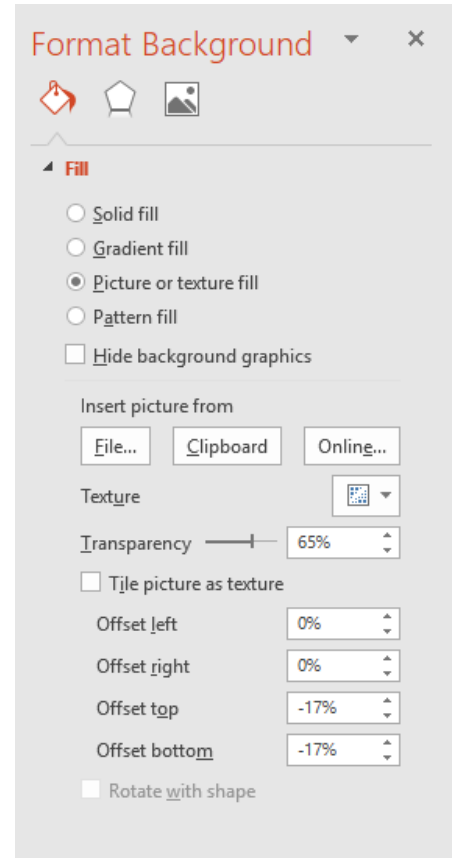 Format Background
Fill
Solid fill
Gradient fill
Picture or texture fill
Pattern fill
Hide background graphics
Insert picture from
File... Clipboard Online...
Texture
Transparency 65%
Tile picture as texture
Offset left 0%
Offset right 0%
Offset top -17%
Offset bottom -17%
Rotate with shape